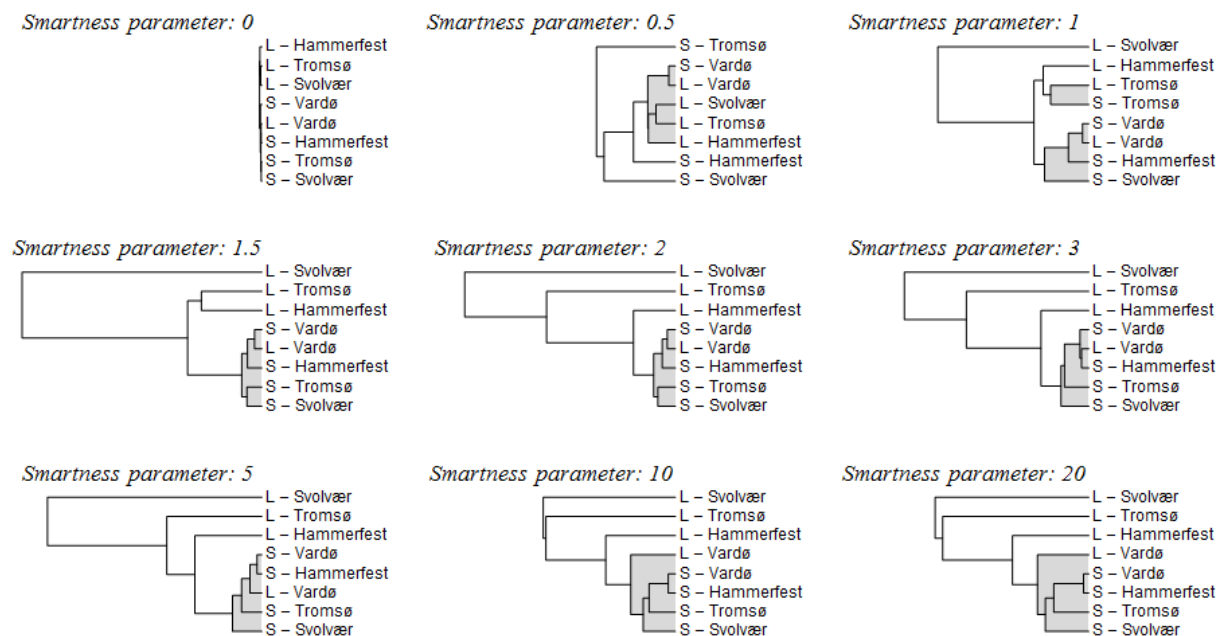 Smartness parameter: 0
L – Hammerfest
L – Tromsø
L – Svolvær
S – Vardø
L – Vardø
S – Hammerfest
S – Tromsø
S – Svolvær
Smartness parameter: 0.5
S – Tromsø
S – Vardø
L – Vardø
L – Svolvær
L – Tromsø
L – Hammerfest
S – Hammerfest
S – Svolvær
Smartness parameter: 1
L – Svolvær
L – Hammerfest
L – Tromsø
S – Tromsø
S – Vardø
L – Vardø
S – Hammerfest
S – Svolvær
Smartness parameter: 1.5
L – Svolvær
L – Tromsø
L – Hammerfest
S – Vardø
L – Vardø
S – Hammerfest
S – Tromsø
S – Svolvær
Smartness parameter: 2
L – Svolvær
L – Tromsø
L – Hammerfest
S – Vardø
L – Vardø
S – Hammerfest
S – Tromsø
S – Svolvær
Smartness parameter: 3
L – Svolvær
L – Tromsø
L – Hammerfest
S – Vardø
L – Vardø
S – Hammerfest
S – Tromsø
S – Svolvær
Smartness parameter: 5
L – Svolvær
L – Tromsø
L – Hammerfest
S – Vardø
S – Hammerfest
L – Vardø
S – Tromsø
S – Svolvær
Smartness parameter: 10
L – Svolvær
L – Tromsø
L – Hammerfest
L – Vardø
S – Vardø
S – Hammerfest
S – Tromsø
S – Svolvær
Smartness parameter: 20
L – Svolvær
L – Tromsø
L – Hammerfest
L – Vardø
S – Vardø
S – Hammerfest
S – Tromsø
S – Svolvær